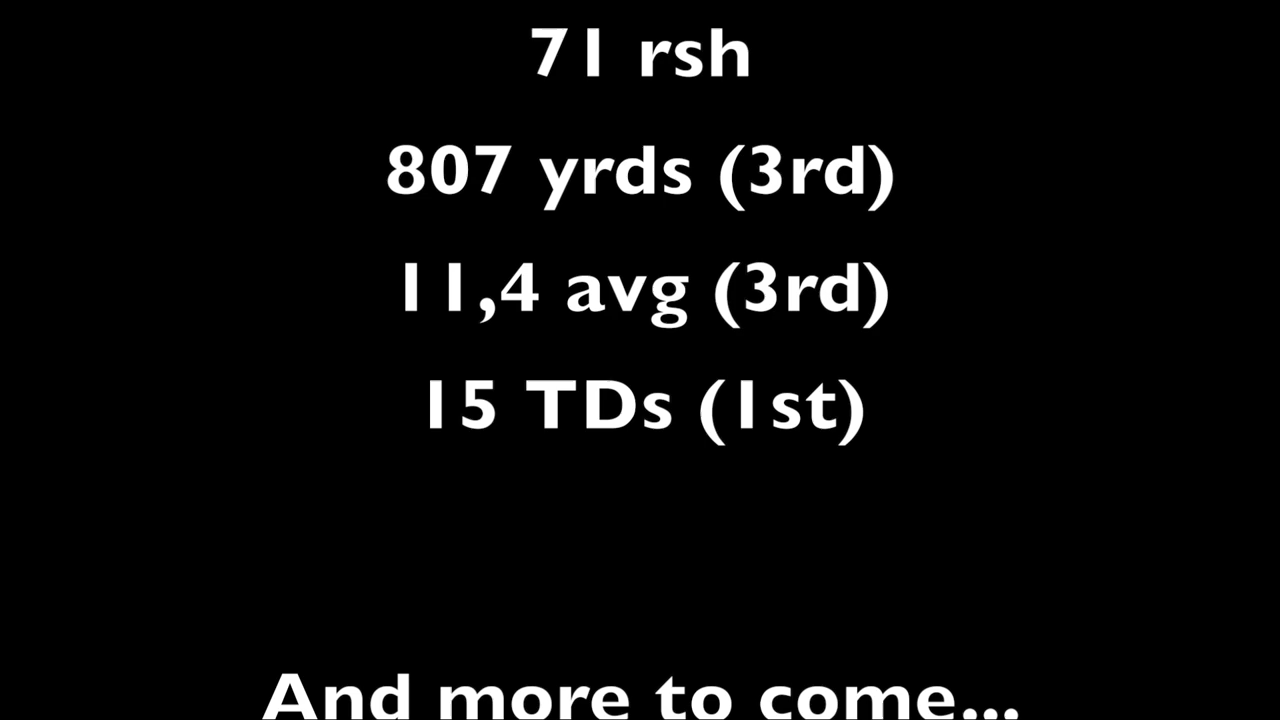 71 rsh
807 yrds (3rd)
11,4 avg (3rd)
15 TDs (1st)
And more to come...